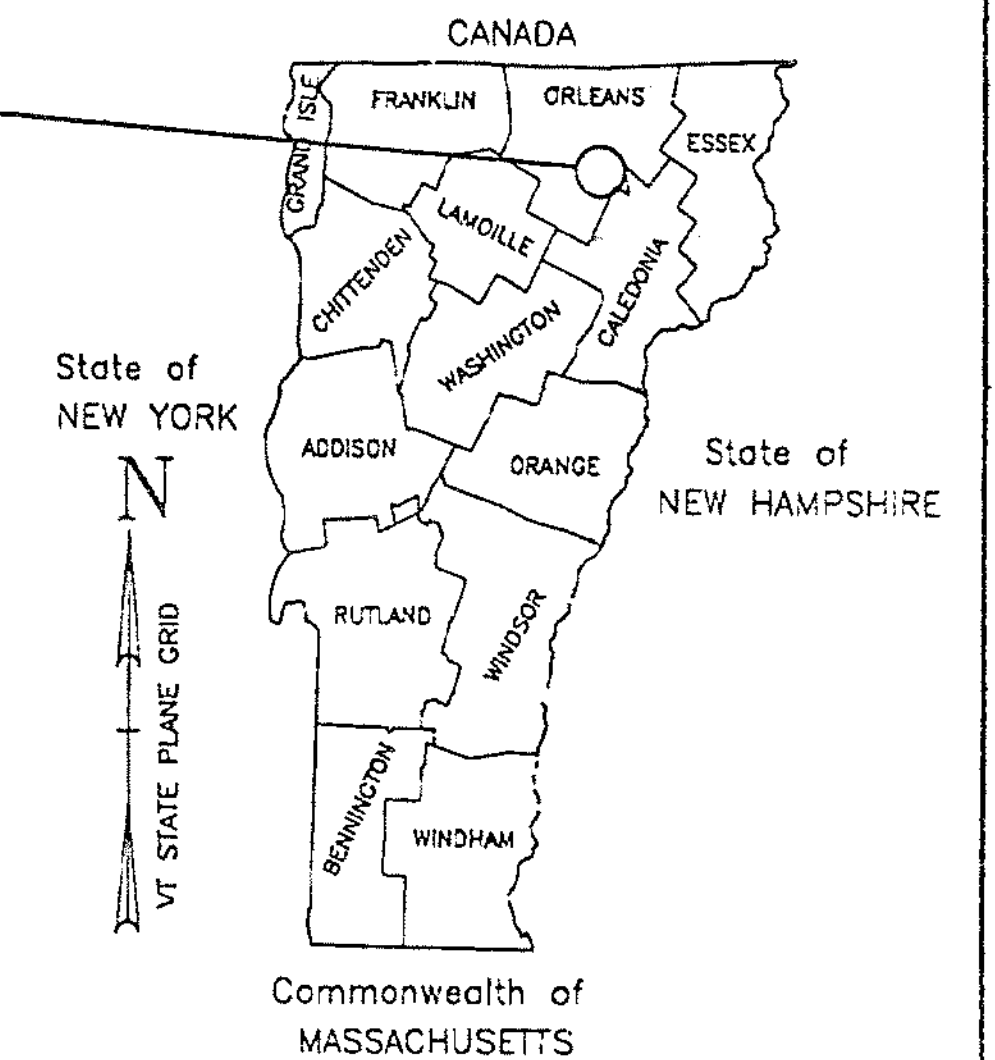 CANADA
GRAND ISLE
FRANKLIN
ORLEANS
ESSEX
LAMOILLE
CHITTENDEN
CALEDONIA
WASHINGTON
State of
NEW YORK
ADDISON
ORANGE
State of
NEW HAMPSHIRE
N
VT STATE PLANE GRID
RUTLAND
WINDSOR
BENNINGTON
WINDHAM
Commonwealth of
MASSACHUSETTS